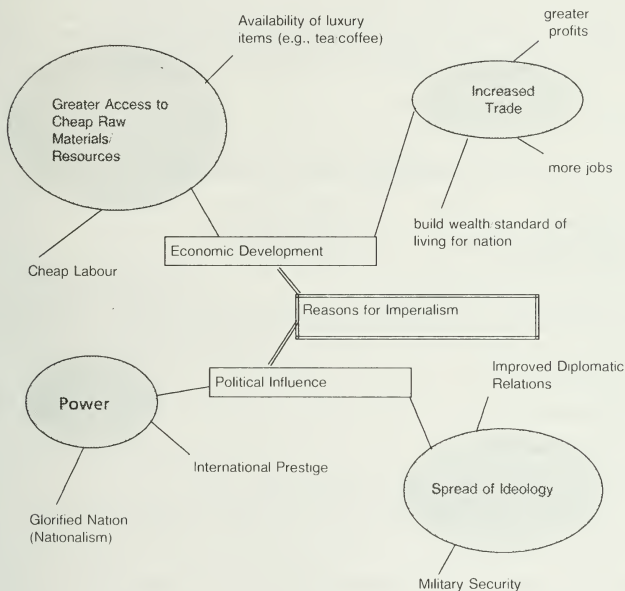 Availability of luxury
items (e.g., tea/coffee)
greater
profits
Greater Access to
Cheap Raw
Materials/
Resources
Increased
Trade
more jobs
build wealth/standard of
living for nation
Cheap Labour
Economic Development
Reasons for Imperialism
Political Influence
Improved Diplomatic
Relations
Power
International Prestige
Spread of Ideology
Glorified Nation
(Nationalism)
Military Security